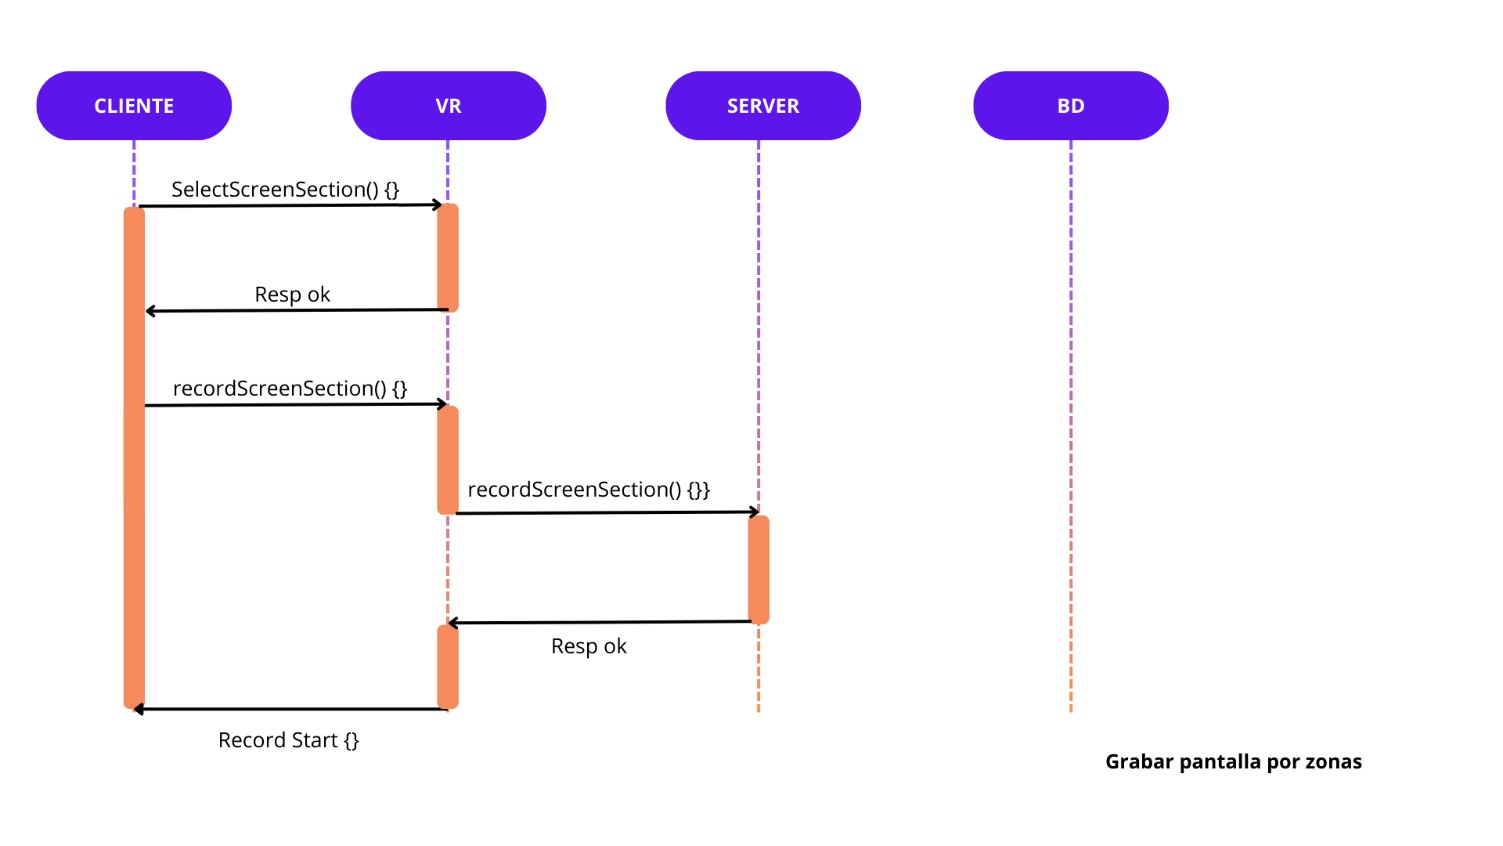 CLIENTE
VR
SERVER
BD
SelectScreenSection() {}
Resp ok
recordScreenSection() {}
recordScreenSection() {}}
Resp ok
Record Start {}
Grabar pantalla por zonas